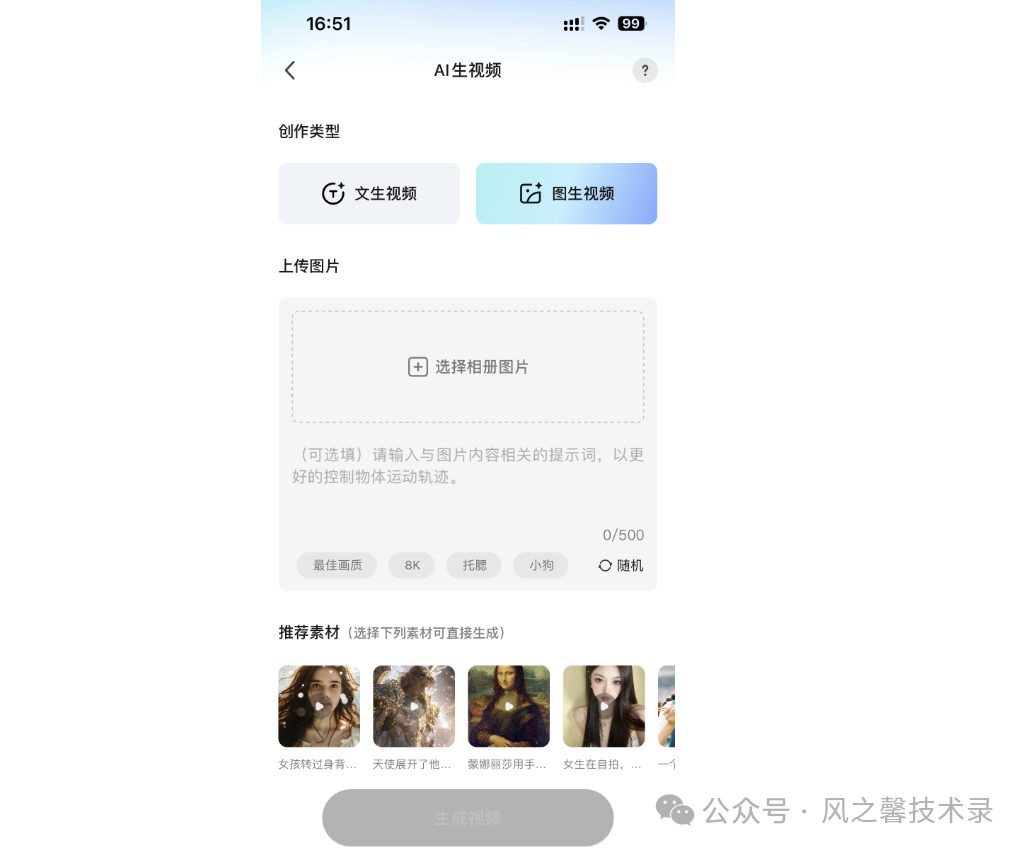 16:51
99
AI生视频
?
创作类型
文生视频
图生视频
上传图片
选择相册图片
（可选填）请输入与图片内容相关的提示词，以更
好的控制物体运动轨迹。
0/500
最佳画质
8K
托腮
小狗
随机
推荐素材（选择下列素材可直接生成）
女孩转过身背...
天使展开了他...
蒙娜丽莎用手...
女生在自拍，...
一个
生成视频
公众号 · 风之馨技术录